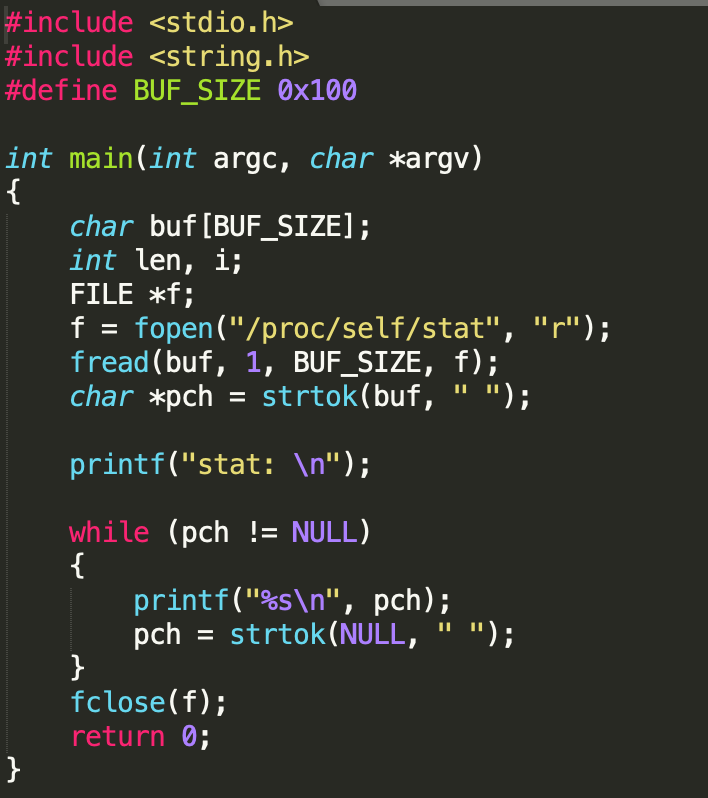 #include <stdio.h>
#include <string.h>
#define BUF_SIZE 0x100

int main(int argc, char *argv)
{
    char buf[BUF_SIZE];
    int len, i;
    FILE *f;
    f = fopen("/proc/self/stat", "r");
    fread(buf, 1, BUF_SIZE, f);
    char *pch = strtok(buf, " ");

    printf("stat: \n");

    while (pch != NULL)
    {
        printf("%s\n", pch);
        pch = strtok(NULL, " ");
    }
    fclose(f);
    return 0;
}